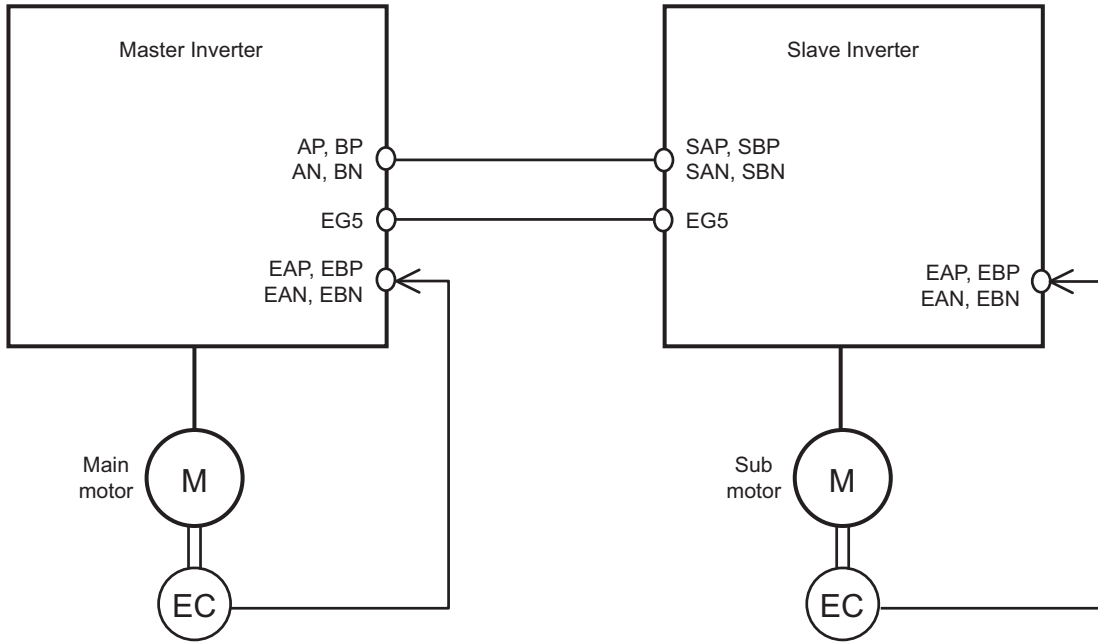 Master Inverter
AP, BP
AN, BN
EG5
EAP, EBP
EAN, EBN
Main
motor
M
EC
Slave Inverter
SAP, SBP
SAN, SBN
EG5
EAP, EBP
EAN, EBN
Sub
motor
M
EC